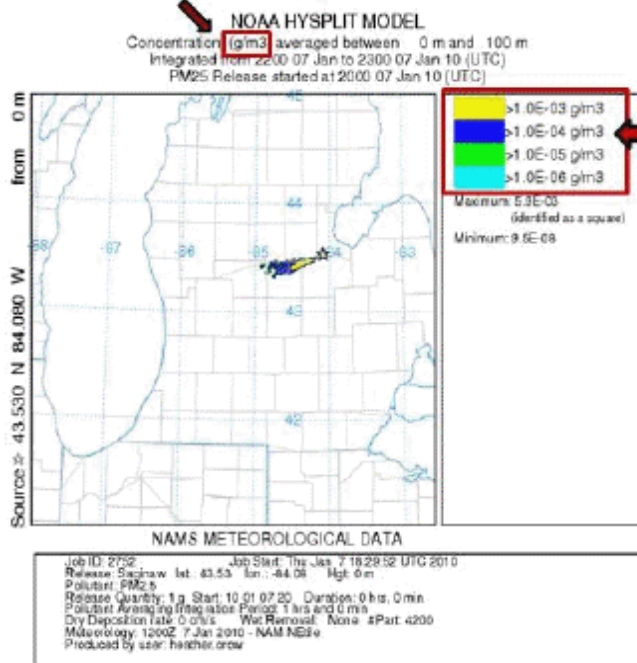 NOAA HYSPLIT MODEL
Concentration (g/m3) averaged between 0 m and 100 m
Integrated from 2200 07 Jan to 2300 07 Jan 10 (UTC)
PM25 Release started at 2000 07 Jan 10 (UTC)
Source ☆ 43.530 N 84.080 W from 0 m
45
44
-88 -87 -86 -85 -84 -83
43
42
>1.0E-03 g/m3
>1.0E-04 g/m3
>1.0E-05 g/m3
>1.0E-06 g/m3
Maximum: 5.9E-03
(identified as a square)
Minimum: 9.5E-08
NAMS METEOROLOGICAL DATA
Job ID: 2752 Job Start: Thu Jan 7 18:29:52 UTC 2010
Release: Saginaw lat.: 43.53 lon.: -84.08 Hgt: 0 m
Pollutant: PM2.5
Release Quantity: 1 g Start: 10 01 07 20 Duration: 0 hrs, 0 min
Pollutant Averaging/Integration Period: 1 hrs and 0 min
Dry Deposition rate: 0 cm/s Wet Removal: None #Part: 4200
Meteorology: 1200Z 7 Jan 2010 - NAM
Produced by user: heather.crow